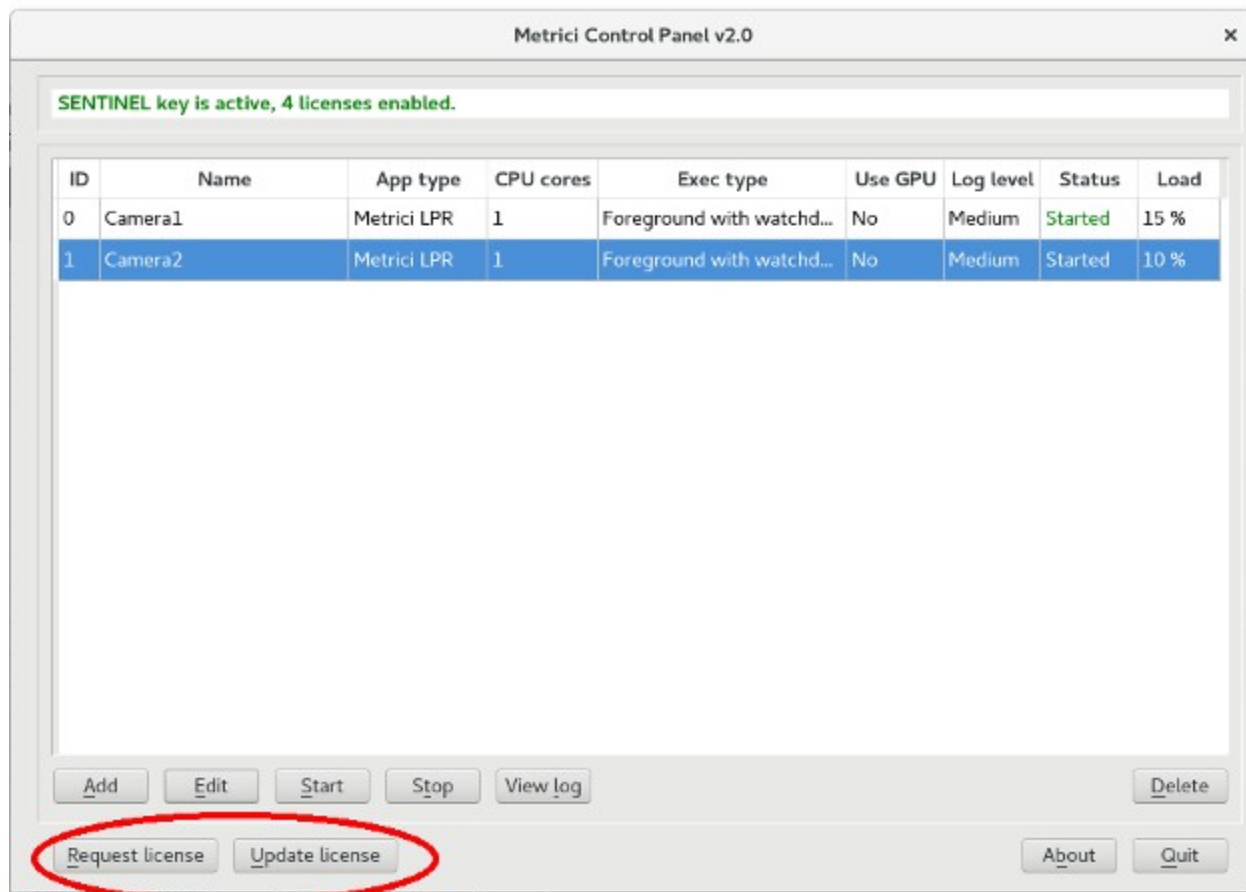 Metrici Control Panel v2.0 ×
SENTINEL key is active, 4 licenses enabled.
ID Name App type CPU cores Exec type Use GPU Log level Status Load
0 Camera1 Metrici LPR 1 Foreground with watchd... No Medium Started 15 %
1 Camera2 Metrici LPR 1 Foreground with watchd... No Medium Started 10 %
Add Edit Start Stop View log Delete
Request license Update license About Quit